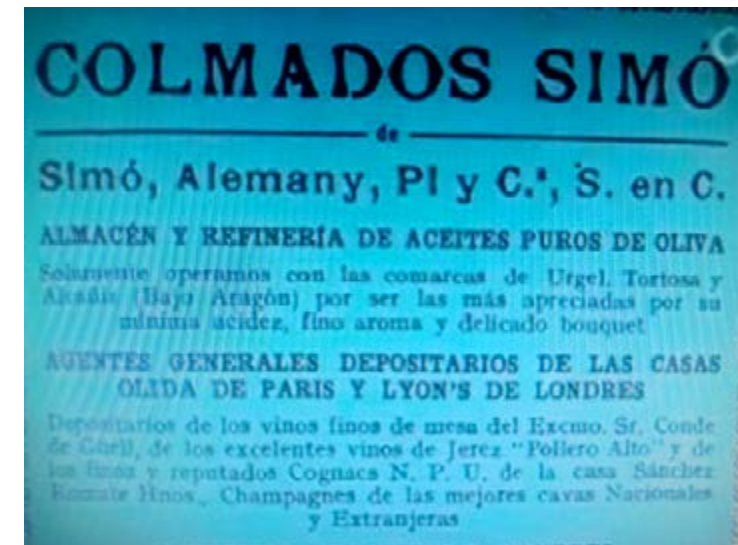 COLMADOS SIMÓ
de
Simó, Alemany, Pi y C.ª, S. en C.
ALMACÉN Y REFINERÍA DE ACEITES PUROS DE OLIVA
Solamente operamos con las comarcas de Urgel, Tortosa y
(Bajo Aragón) por ser las más apreciadas por su
mínima acidez, fino aroma y delicado bouquet
AGENTES GENERALES DEPOSITARIOS DE LAS CASAS
OLIDA DE PARIS Y LYON'S DE LONDRES
Depositarios de los vinos finos de mesa del Excmo. Sr. Conde
de Güell, de los excelentes vinos de Jerez "Pollero Alto" y de
los finos y reputados Cognacs N. P. U. de la casa Sánchez
Romate Hnos., Champagnes de las mejores cavas Nacionales
y Extranjeras